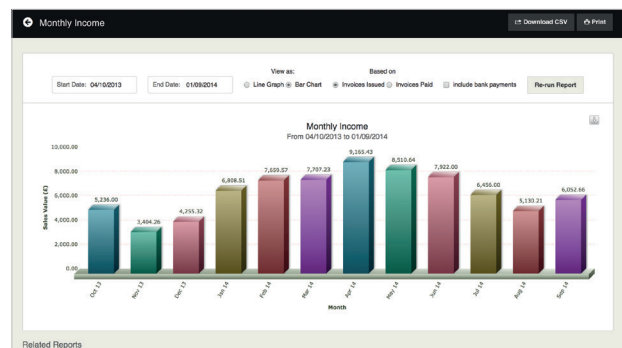 Monthly Income
Download CSV
Print
View as:
Based on
Start Date: 04/10/2013
End Date: 01/09/2014
Line Graph
Bar Chart
Invoices Issued
Invoices Paid
include bank payments
Re-run Report
Monthly Income
From 04/10/2013 to 01/09/2014
Sales Value (£)
10,000.00
8,000.00
6,000.00
4,000.00
2,000.00
0.00
5,236.00
3,404.26
4,255.32
6,808.51
7,659.57
7,707.23
9,165.43
8,510.64
7,922.00
6,456.00
5,130.21
6,052.66
Oct 13
Nov 13
Dec 13
Jan 14
Feb 14
Mar 14
Apr 14
May 14
Jun 14
Jul 14
Aug 14
Sep 14
Month
Related Reports